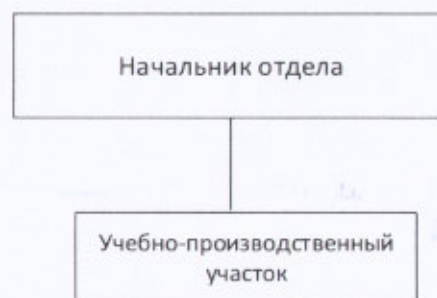 Начальник отдела
Учебно-производственный
участок